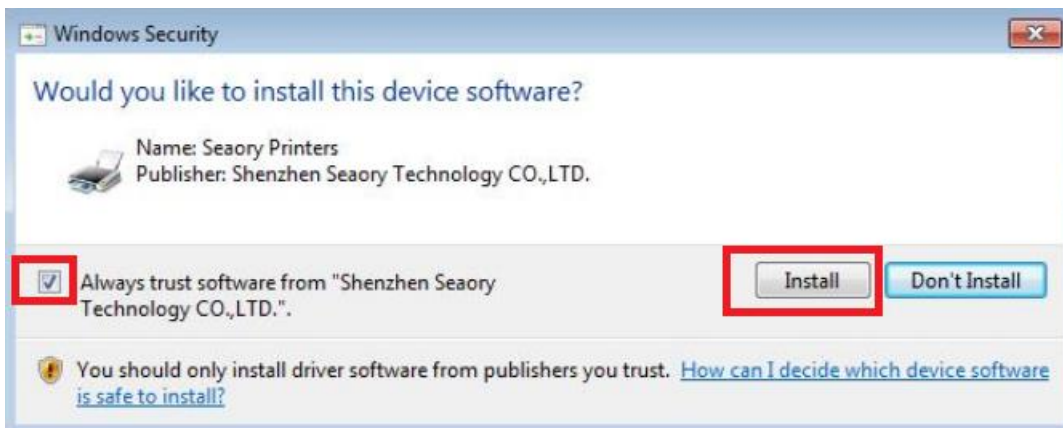 Windows Security
Would you like to install this device software?
Name: Seaory Printers
Publisher: Shenzhen Seaory Technology CO.,LTD.
Always trust software from "Shenzhen Seaory
Technology CO.,LTD.".
Install
Don't Install
You should only install driver software from publishers you trust. How can I decide which device software
is safe to install?